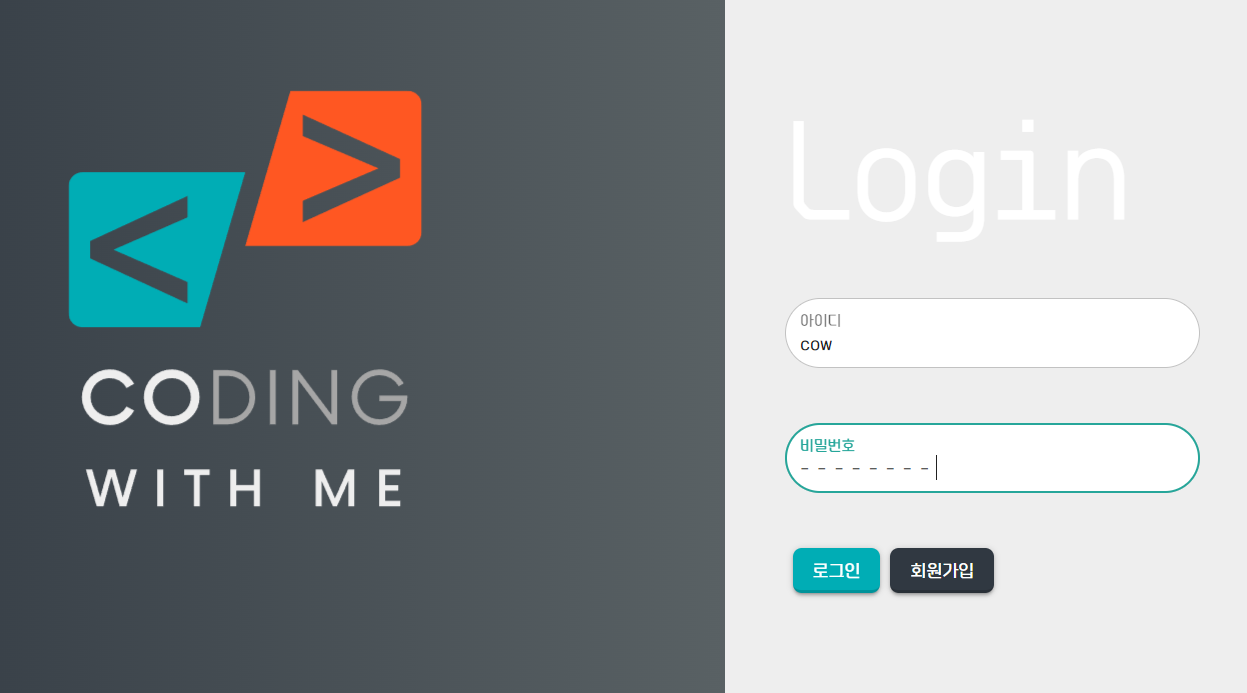 < >
CODING
WITH ME
Login
아이디
COW
비밀번호
- - - - - - - -
로그인 회원가입